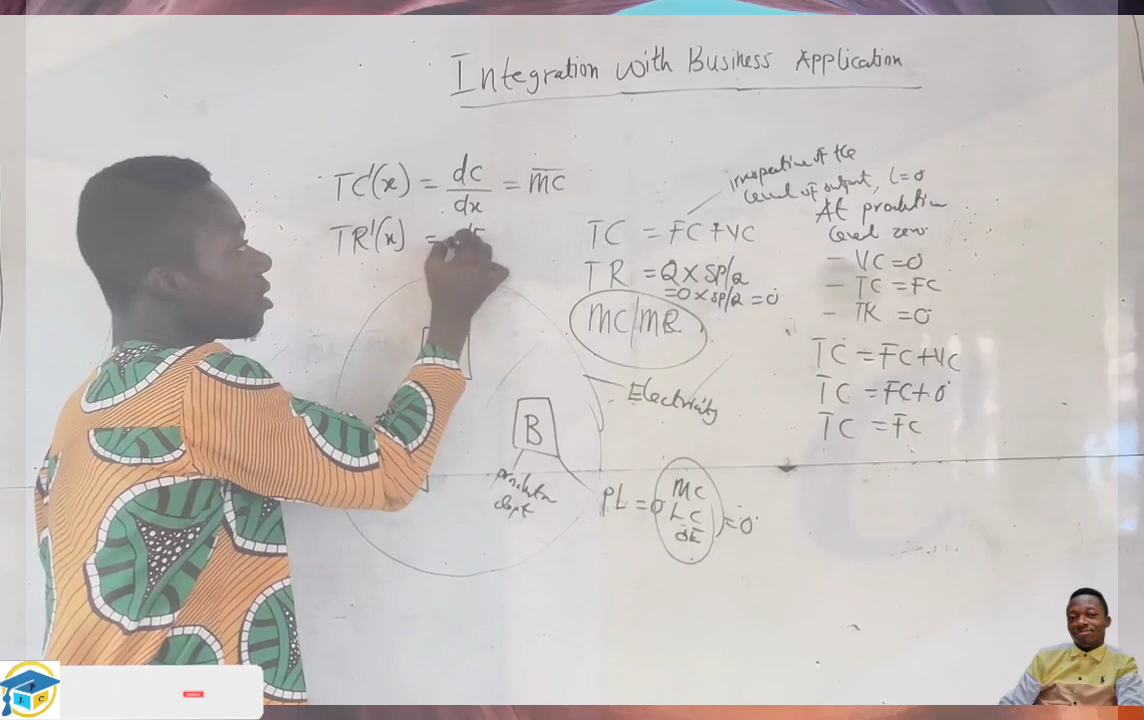 Integration with Business Application
TC'(x) = dc/dx = MC
TR'(x) =
TC = FC + VC
TR = Q x SP/Q
= 0 x SP/Q = 0
MC/MR
Irrespective of the
level of output, L=0
At production
level zero
- VC=0
- TC = FC
- TR = 0
TC = FC + VC
TC = FC + 0
TC = FC
Electricity
B
Production
dept
PL = 0
MC
LC
dE
= 0